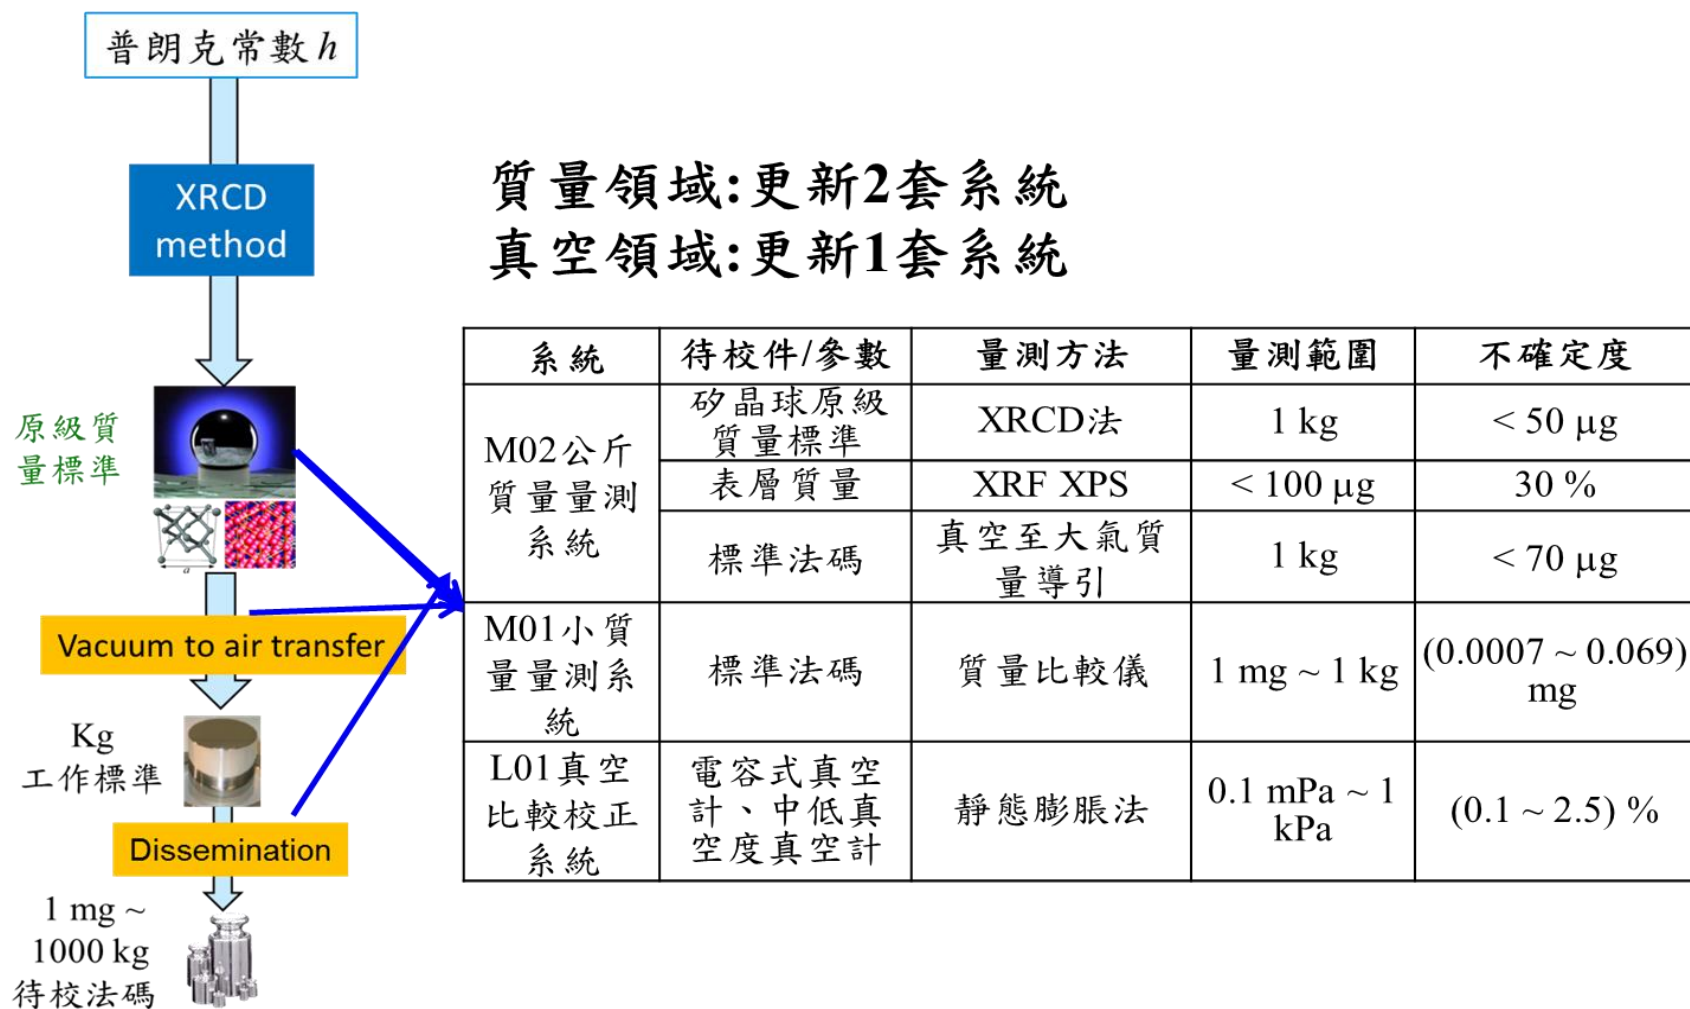 普朗克常數 h
XRCD
method
原級質
量標準
a
Vacuum to air transfer
Kg
工作標準
Dissemination
1 mg ~
1000 kg
待校法碼
質量領域:更新2套系統
真空領域:更新1套系統
系統 待校件/參數 量測方法 量測範圍 不確定度
M02公斤
質量量測
系統
矽晶球原級
質量標準
XRCD法
1 kg
< 50 μg
表層質量
XRF XPS
< 100 μg
30 %
標準法碼
真空至大氣質
量導引
1 kg
< 70 μg
M01小質
量量測系
統
標準法碼
質量比較儀
1 mg ~ 1 kg
(0.0007 ~ 0.069)
mg
L01真空
比較校正
系統
電容式真空
計、中低真
空度真空計
靜態膨脹法
0.1 mPa ~ 1
kPa
(0.1 ~ 2.5) %